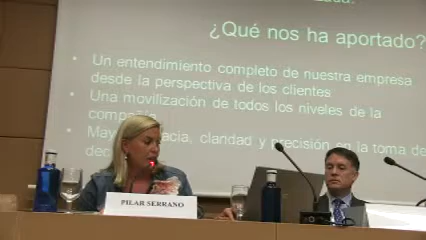 ¿Qué nos ha aportado?
• Un entendimiento completo de nuestra empresa
desde la perspectiva de los clientes
• Una movilización de todos los niveles de la
• claridad y precisión en la toma de
PILAR SERRANO